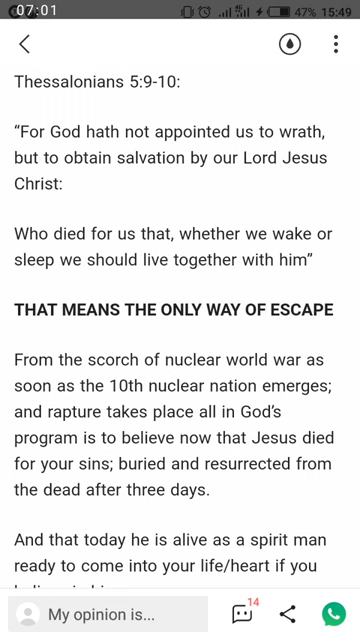 07:01 47% 15:49
Thessalonians 5:9-10:
“For God hath not appointed us to wrath,
but to obtain salvation by our Lord Jesus
Christ:
Who died for us that, whether we wake or
sleep we should live together with him”
THAT MEANS THE ONLY WAY OF ESCAPE
From the scorch of nuclear world war as
soon as the 10th nuclear nation emerges;
and rapture takes place all in God’s
program is to believe now that Jesus died
for your sins; buried and resurrected from
the dead after three days.
And that today he is alive as a spirit man
ready to come into your life/heart if you
My opinion is... 14